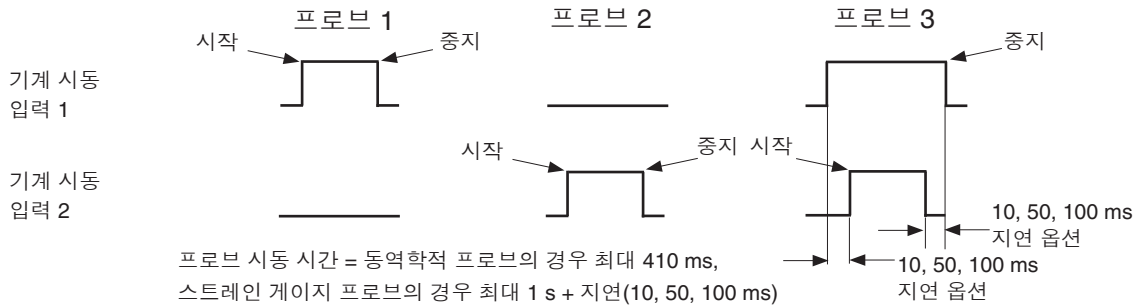 프로브 1 프로브 2 프로브 3
시작 중지 중지
기계 시동
입력 1
시작 중지 시작
기계 시동
입력 2
10, 50, 100 ms
지연 옵션
프로브 시동 시간 = 동역학적 프로브의 경우 최대 410 ms,
스트레인 게이지 프로브의 경우 최대 1 s + 지연(10, 50, 100 ms)
10, 50, 100 ms
지연 옵션